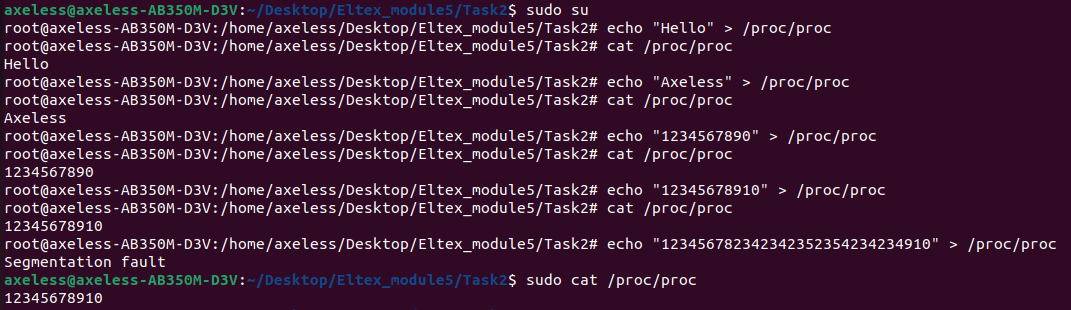 axeless@axeless-AB350M-D3V:~/Desktop/Eltex_module5/Task2$ sudo su
root@axeless-AB350M-D3V:/home/axeless/Desktop/Eltex_module5/Task2# echo "Hello" > /proc/proc
root@axeless-AB350M-D3V:/home/axeless/Desktop/Eltex_module5/Task2# cat /proc/proc
Hello
root@axeless-AB350M-D3V:/home/axeless/Desktop/Eltex_module5/Task2# echo "Axeless" > /proc/proc
root@axeless-AB350M-D3V:/home/axeless/Desktop/Eltex_module5/Task2# cat /proc/proc
Axeless
root@axeless-AB350M-D3V:/home/axeless/Desktop/Eltex_module5/Task2# echo "1234567890" > /proc/proc
root@axeless-AB350M-D3V:/home/axeless/Desktop/Eltex_module5/Task2# cat /proc/proc
1234567890
root@axeless-AB350M-D3V:/home/axeless/Desktop/Eltex_module5/Task2# echo "12345678910" > /proc/proc
root@axeless-AB350M-D3V:/home/axeless/Desktop/Eltex_module5/Task2# cat /proc/proc
12345678910
root@axeless-AB350M-D3V:/home/axeless/Desktop/Eltex_module5/Task2# echo "1234567823423423523542342349​10" > /proc/proc
Segmentation fault
axeless@axeless-AB350M-D3V:~/Desktop/Eltex_module5/Task2$ sudo cat /proc/proc
12345678910